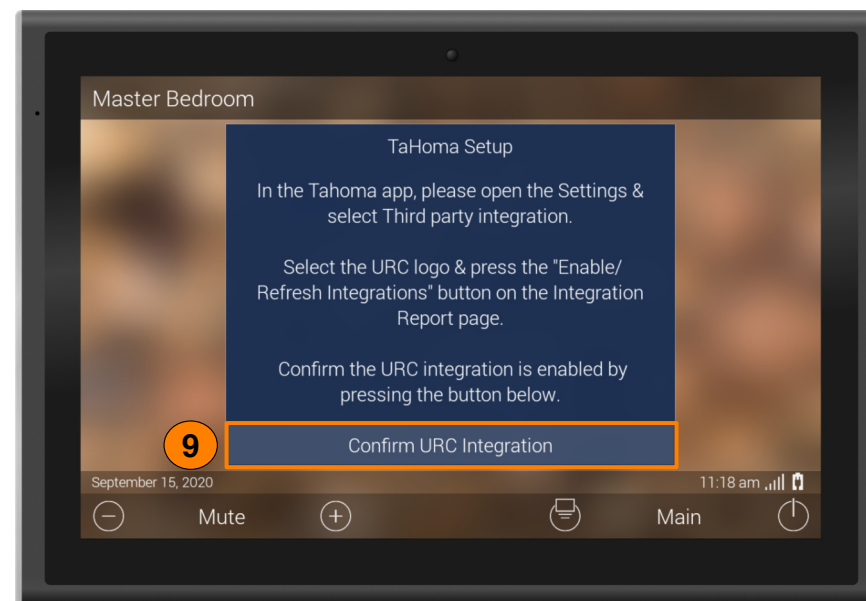 Master Bedroom
TaHoma Setup
In the Tahoma app, please open the Settings &
select Third party integration.
Select the URC logo & press the "Enable/
Refresh Integrations" button on the Integration
Report page.
Confirm the URC integration is enabled by
pressing the button below.
9
Confirm URC Integration
September 15, 2020
11:18 am
Mute
Main